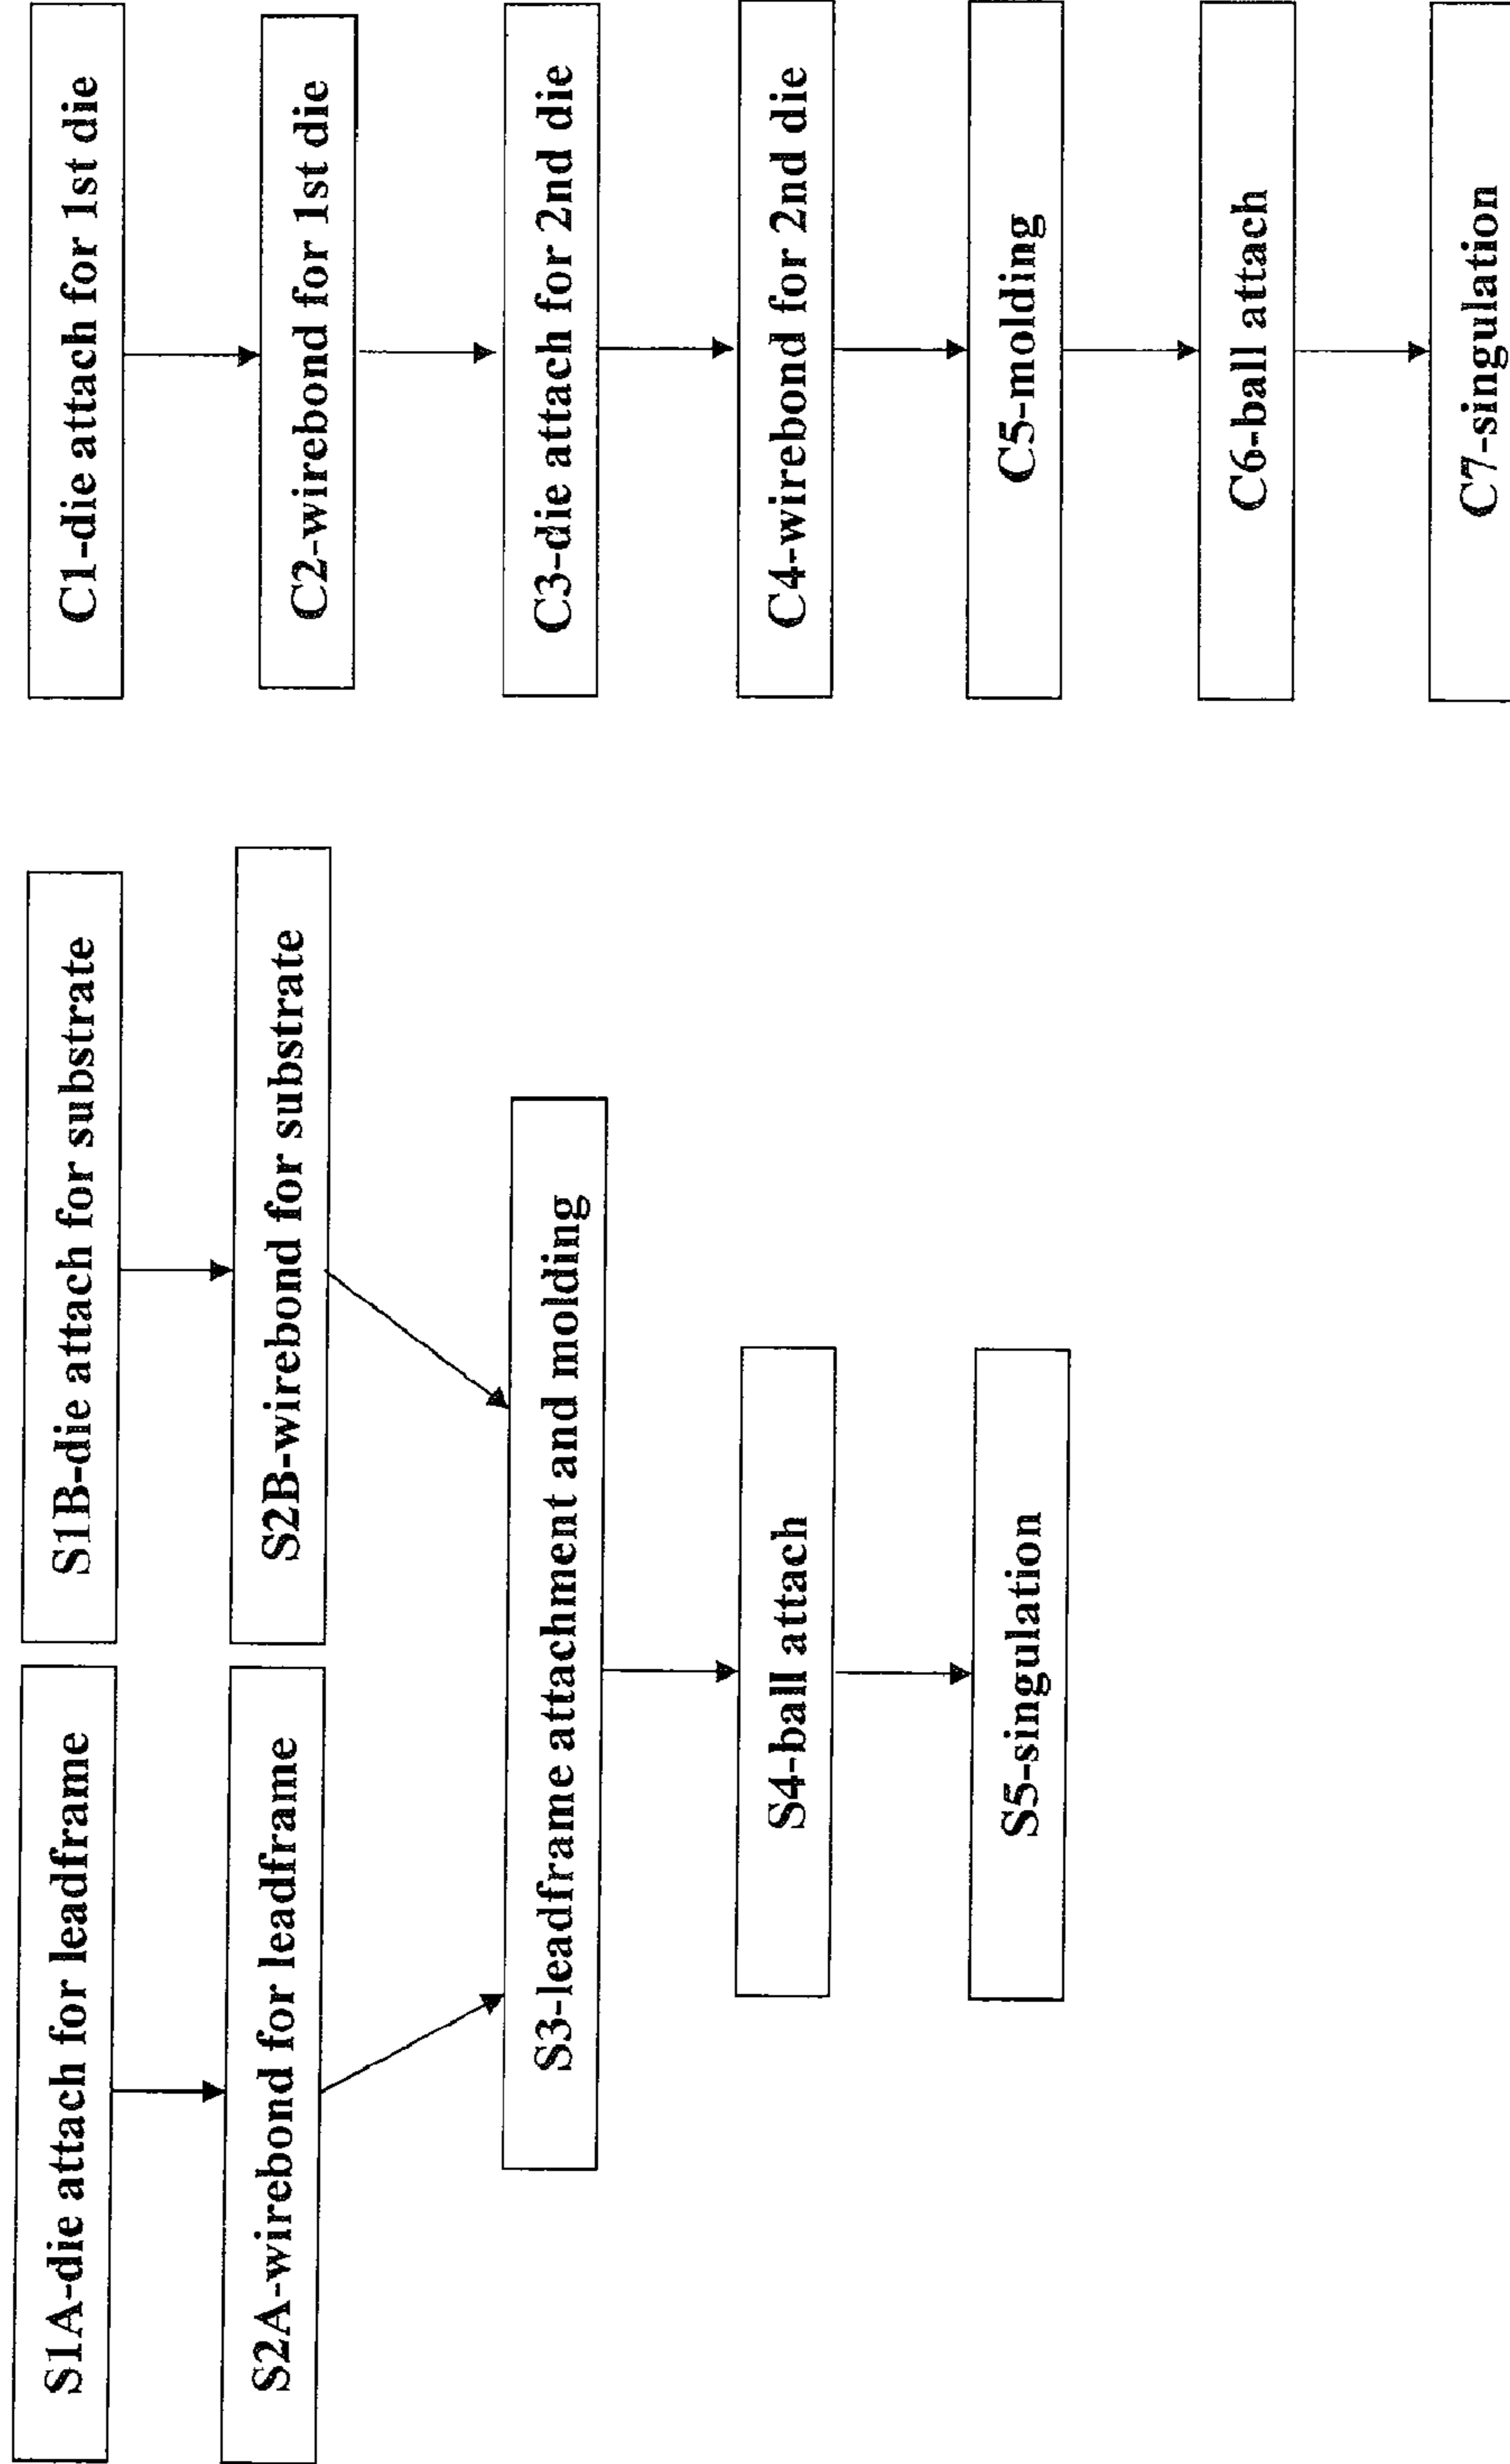 S1A-die attach for leadframe
S1B-die attach for substrate
S2A-wirebond for leadframe
S2B-wirebond for substrate
S3-leadframe attachment and molding
S4-ball attach
S5-singulation
C1-die attach for 1st die
C2-wirebond for 1st die
C3-die attach for 2nd die
C4-wirebond for 2nd die
C5-molding
C6-ball attach
C7-singulation